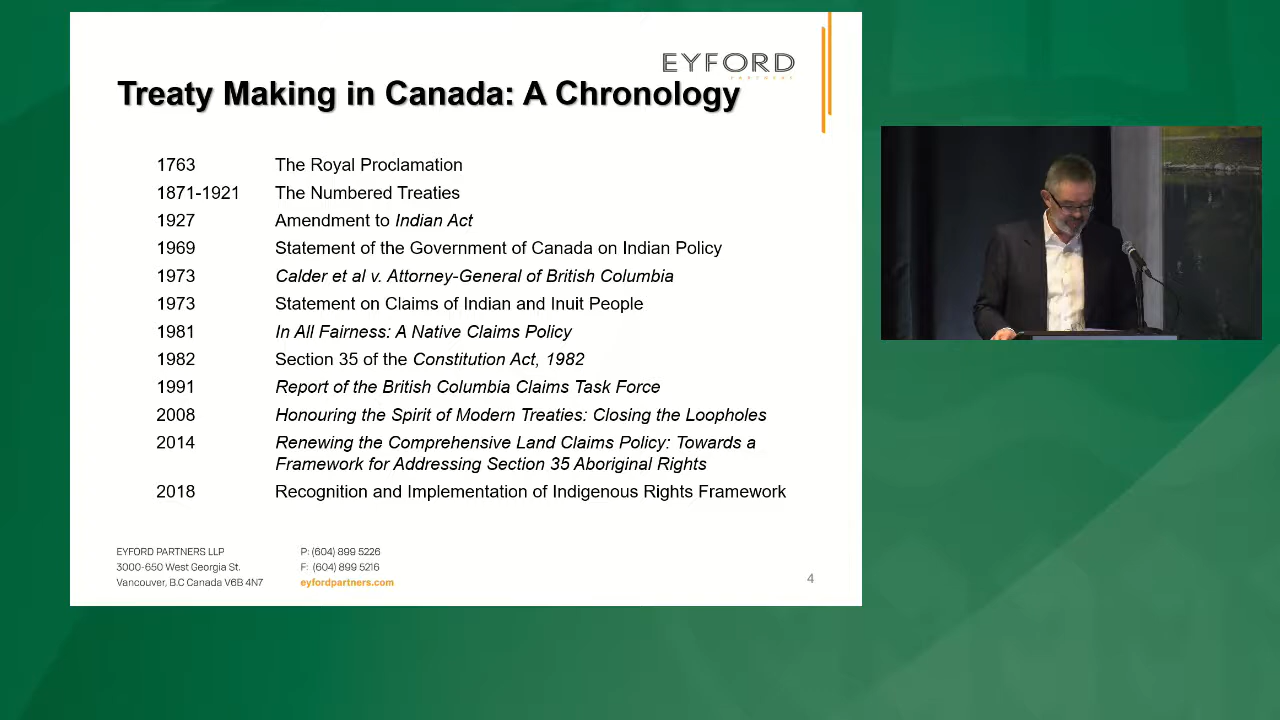 EYFORD
PARTNERS
Treaty Making in Canada: A Chronology
1763 The Royal Proclamation
1871-1921 The Numbered Treaties
1927 Amendment to Indian Act
1969 Statement of the Government of Canada on Indian Policy
1973 Calder et al v. Attorney-General of British Columbia
1973 Statement on Claims of Indian and Inuit People
1981 In All Fairness: A Native Claims Policy
1982 Section 35 of the Constitution Act, 1982
1991 Report of the British Columbia Claims Task Force
2008 Honouring the Spirit of Modern Treaties: Closing the Loopholes
2014 Renewing the Comprehensive Land Claims Policy: Towards a
Framework for Addressing Section 35 Aboriginal Rights
2018 Recognition and Implementation of Indigenous Rights Framework
EYFORD PARTNERS LLP P: (604) 899 5226
3000-650 West Georgia St. F: (604) 899 5216
Vancouver, B.C Canada V6B 4N7 eyfordpartners.com
4